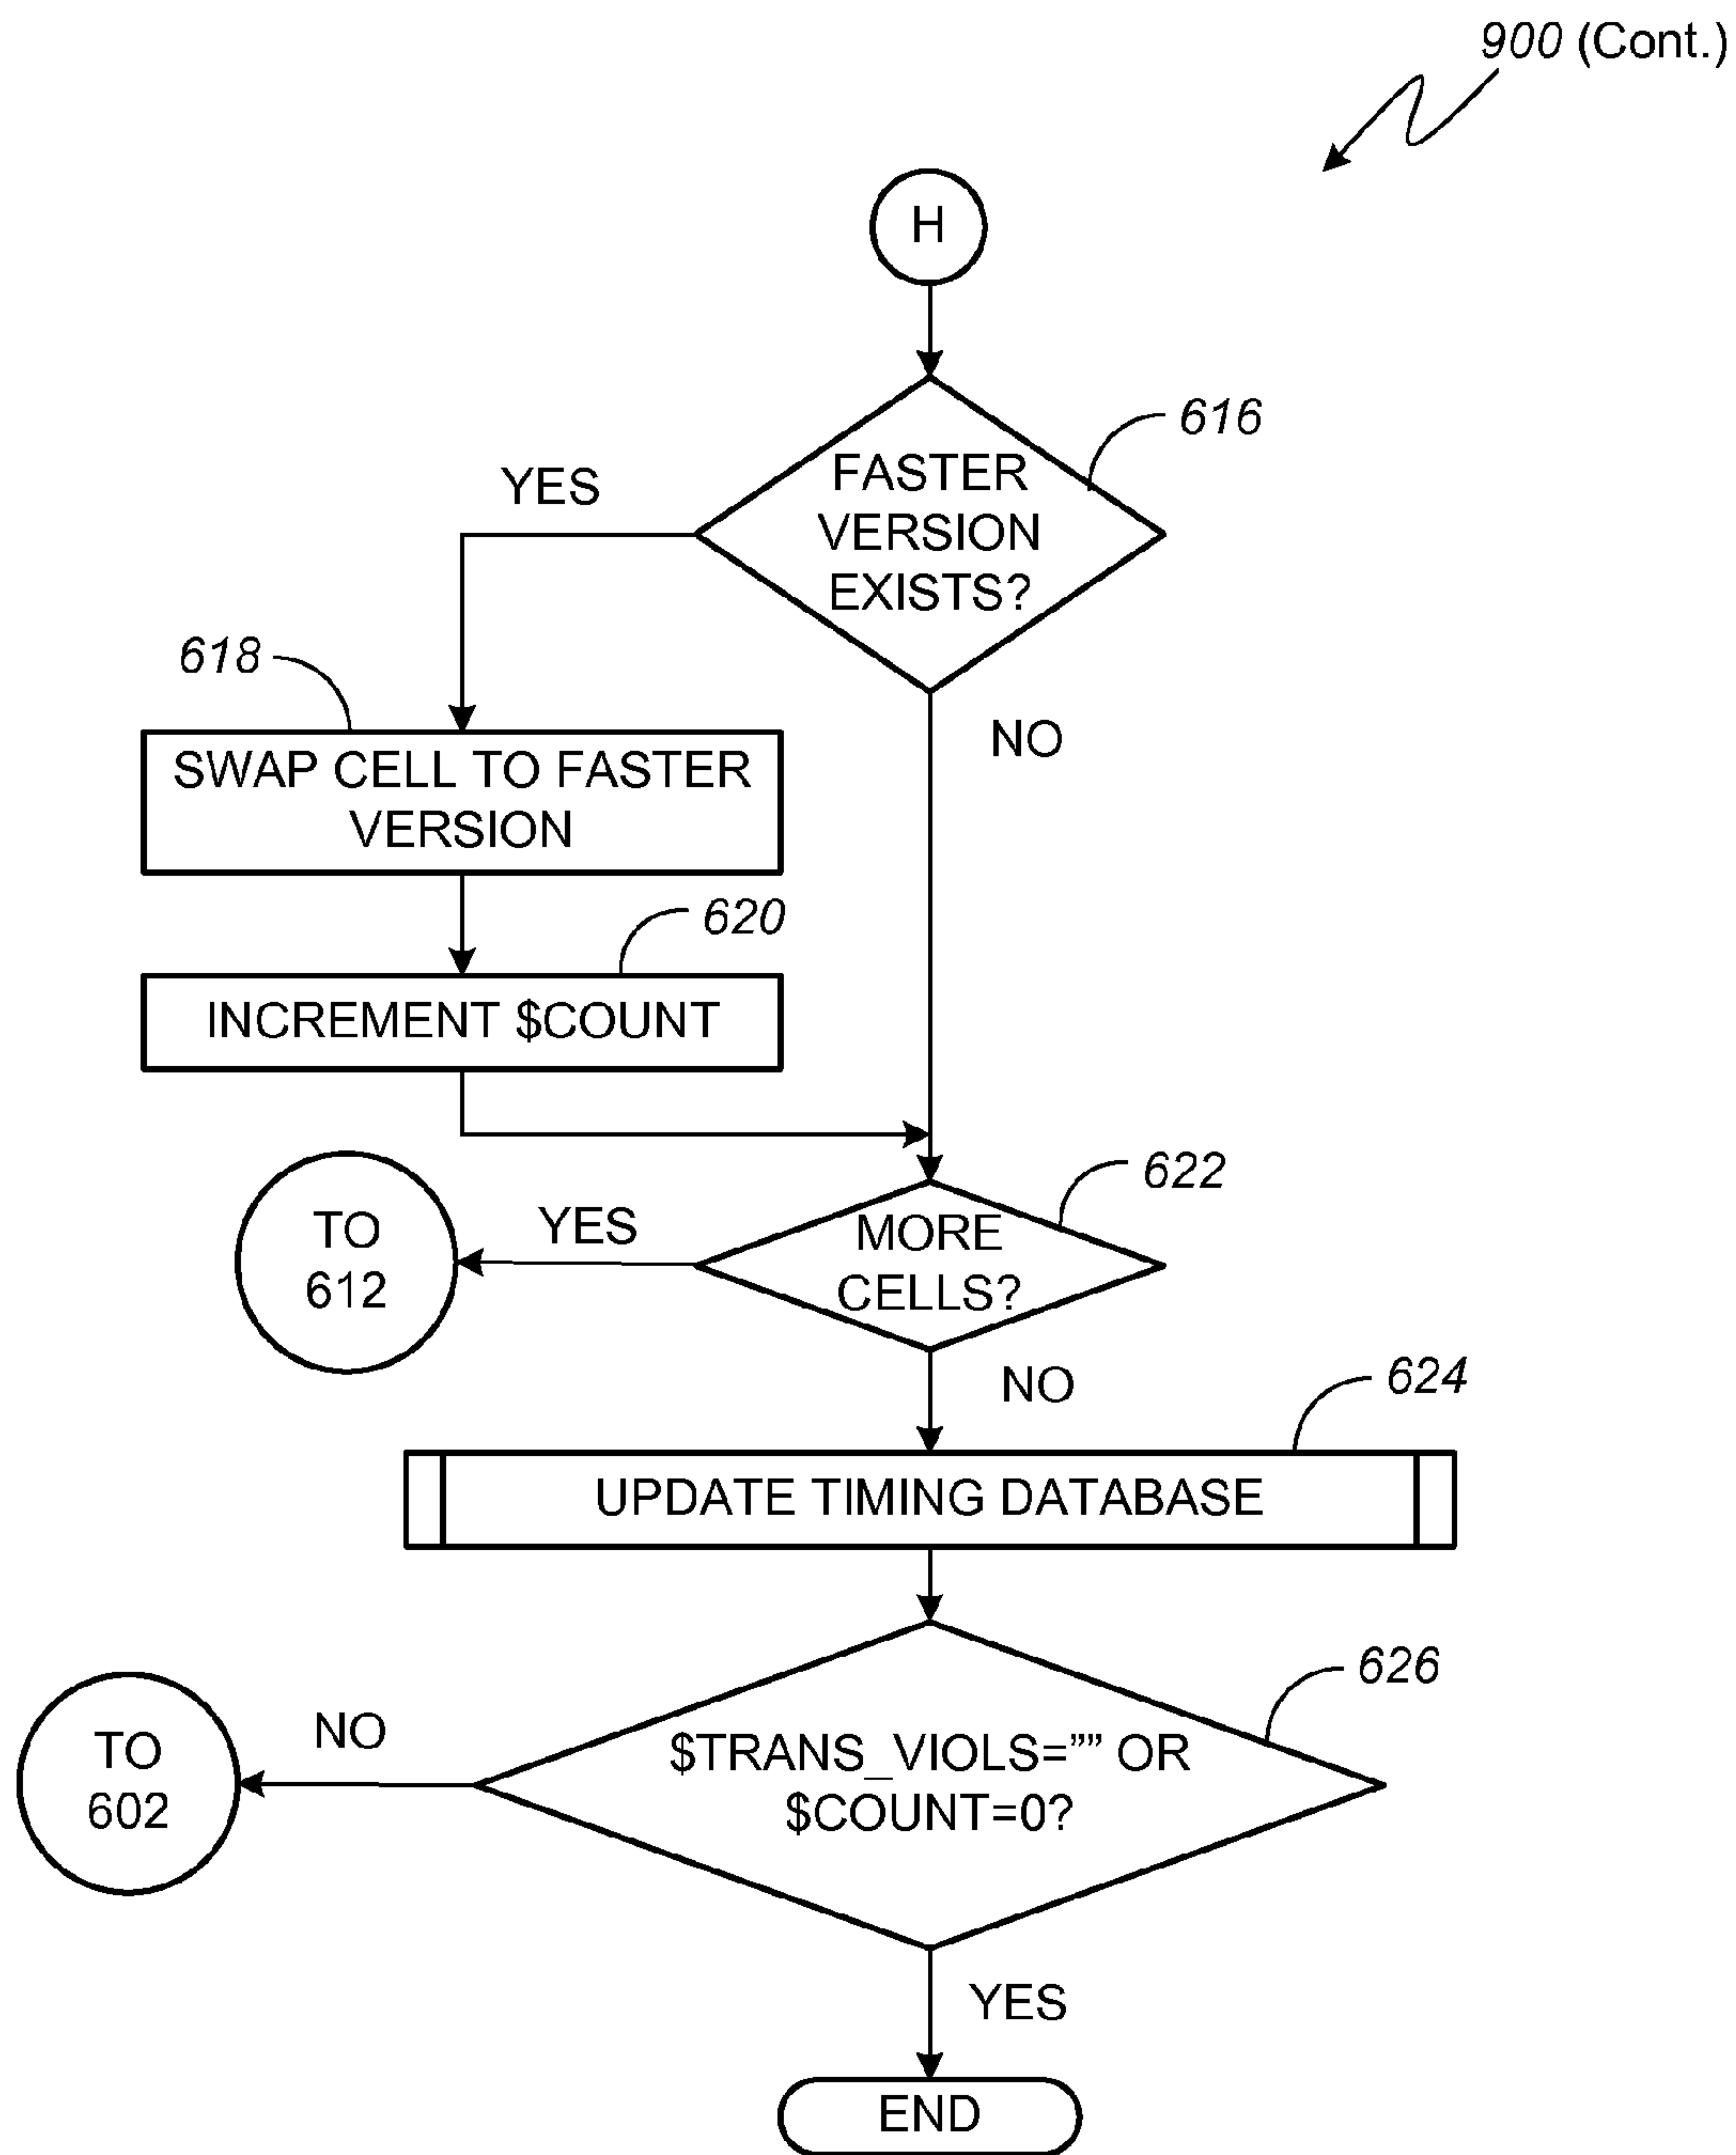 900 (Cont.)
H
616
FASTER
VERSION
EXISTS?
YES
618
NO
SWAP CELL TO FASTER
VERSION
620
INCREMENT $COUNT
622
TO
612
YES
MORE
CELLS?
NO
624
UPDATE TIMING DATABASE
626
TO
602
NO
$TRANS_VIOLS=”” OR
$COUNT=0?
YES
END